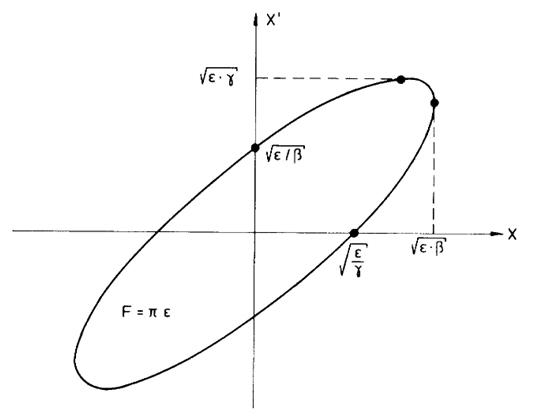 X'
√ε·γ
√ε/β
X
√ε/γ
√ε·β
F = π ε